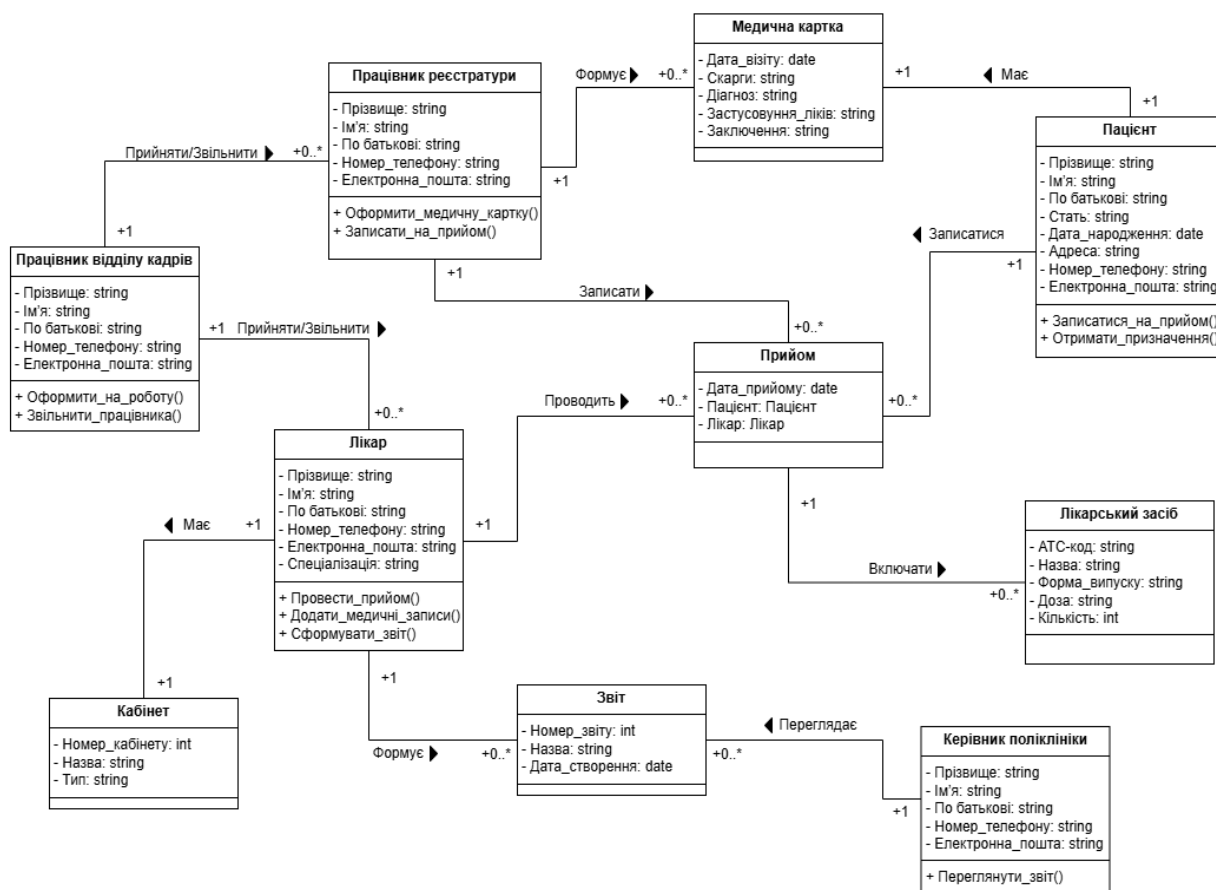 Медична картка
- Дата_візиту: date
- Скарги: string
- Діагноз: string
- Застусовуння_ліків: string
- Заключення: string
Формує
+0..*
+1
Має
+1
Працівник реєстратури
- Прізвище: string
- Ім'я: string
- По батькові: string
- Номер_телефону: string
- Електронна_пошта: string
+ Оформити_медичну_картку()
+ Записати_на_прийом()
+1
+1
Прийняти/Звільнити
+0..*
+1
Пацієнт
- Прізвище: string
- Ім'я: string
- По батькові: string
- Стать: string
- Дата_народження: date
- Адреса: string
- Номер_телефону: string
- Електронна_пошта: string
+ Записатися_на_прийом()
+ Отримати_призначення()
Записатися
+1
+0..*
Працівник відділу кадрів
- Прізвище: string
- Ім'я: string
- По батькові: string
- Номер_телефону: string
- Електронна_пошта: string
+ Оформити_на_роботу()
+ Звільнити_працівника()
+1
Прийняти/Звільнити
+0..*
Записати
+0..*
Прийом
- Дата_прийому: date
- Пацієнт: Пацієнт
- Лікар: Лікар
Проводить
+0..*
+1
+1
Лікар
- Прізвище: string
- Ім'я: string
- По батькові: string
- Номер_телефону: string
- Електронна_пошта: string
- Спеціалізація: string
+ Провести_прийом()
+ Додати_медичні_записи()
+ Сформувати_звіт()
Має
+1
+1
Включати
+0..*
Лікарський засіб
- АТС-код: string
- Назва: string
- Форма_випуску: string
- Доза: string
- Кількість: int
Кабінет
- Номер_кабінету: int
- Назва: string
- Тип: string
+1
Формує
+0..*
Звіт
- Номер_звіту: int
- Назва: string
- Дата_створення: date
Переглядає
+0..*
+1
Керівник поліклініки
- Прізвище: string
- Ім'я: string
- По батькові: string
- Номер_телефону: string
- Електронна_пошта: string
+ Переглянути_звіт()